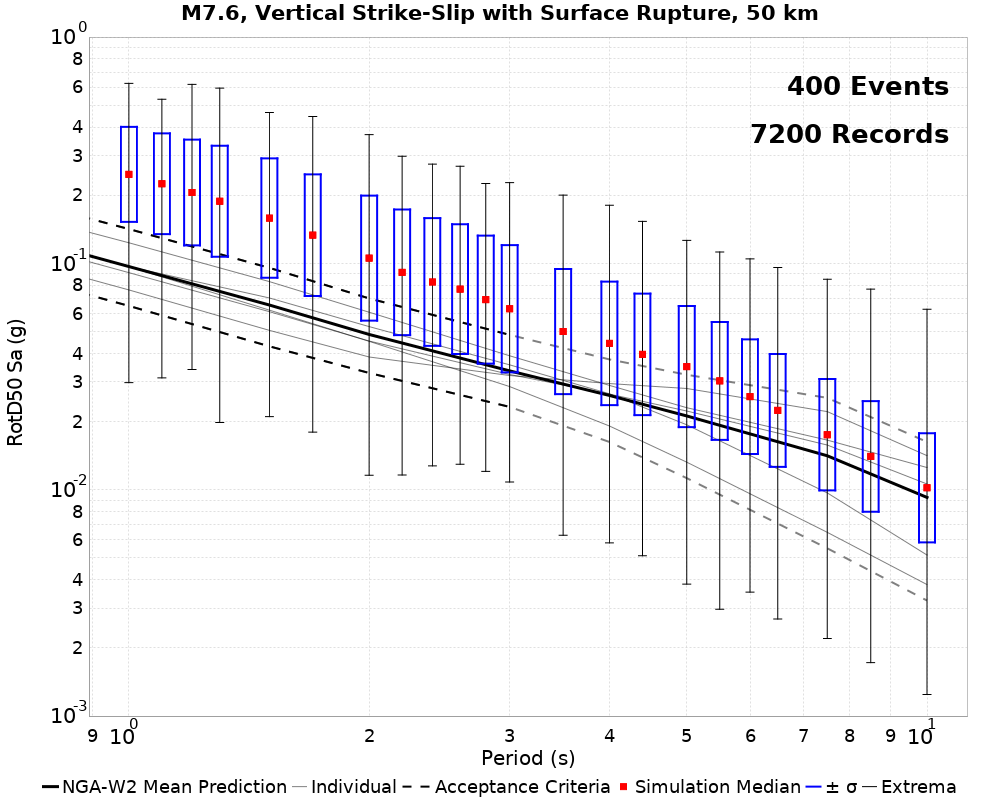 M7.6, Vertical Strike-Slip with Surface Rupture, 50 km
400 Events
7200 Records
RotD50 Sa (g)
10^0
8
6
4
3
2
10^-1
8
6
4
3
2
10^-2
8
6
4
3
2
10^-3
9 10^0 2 3 4 5 6 7 8 9 10^1
Period (s)
NGA-W2 Mean Prediction Individual Acceptance Criteria Simulation Median ± σ Extrema